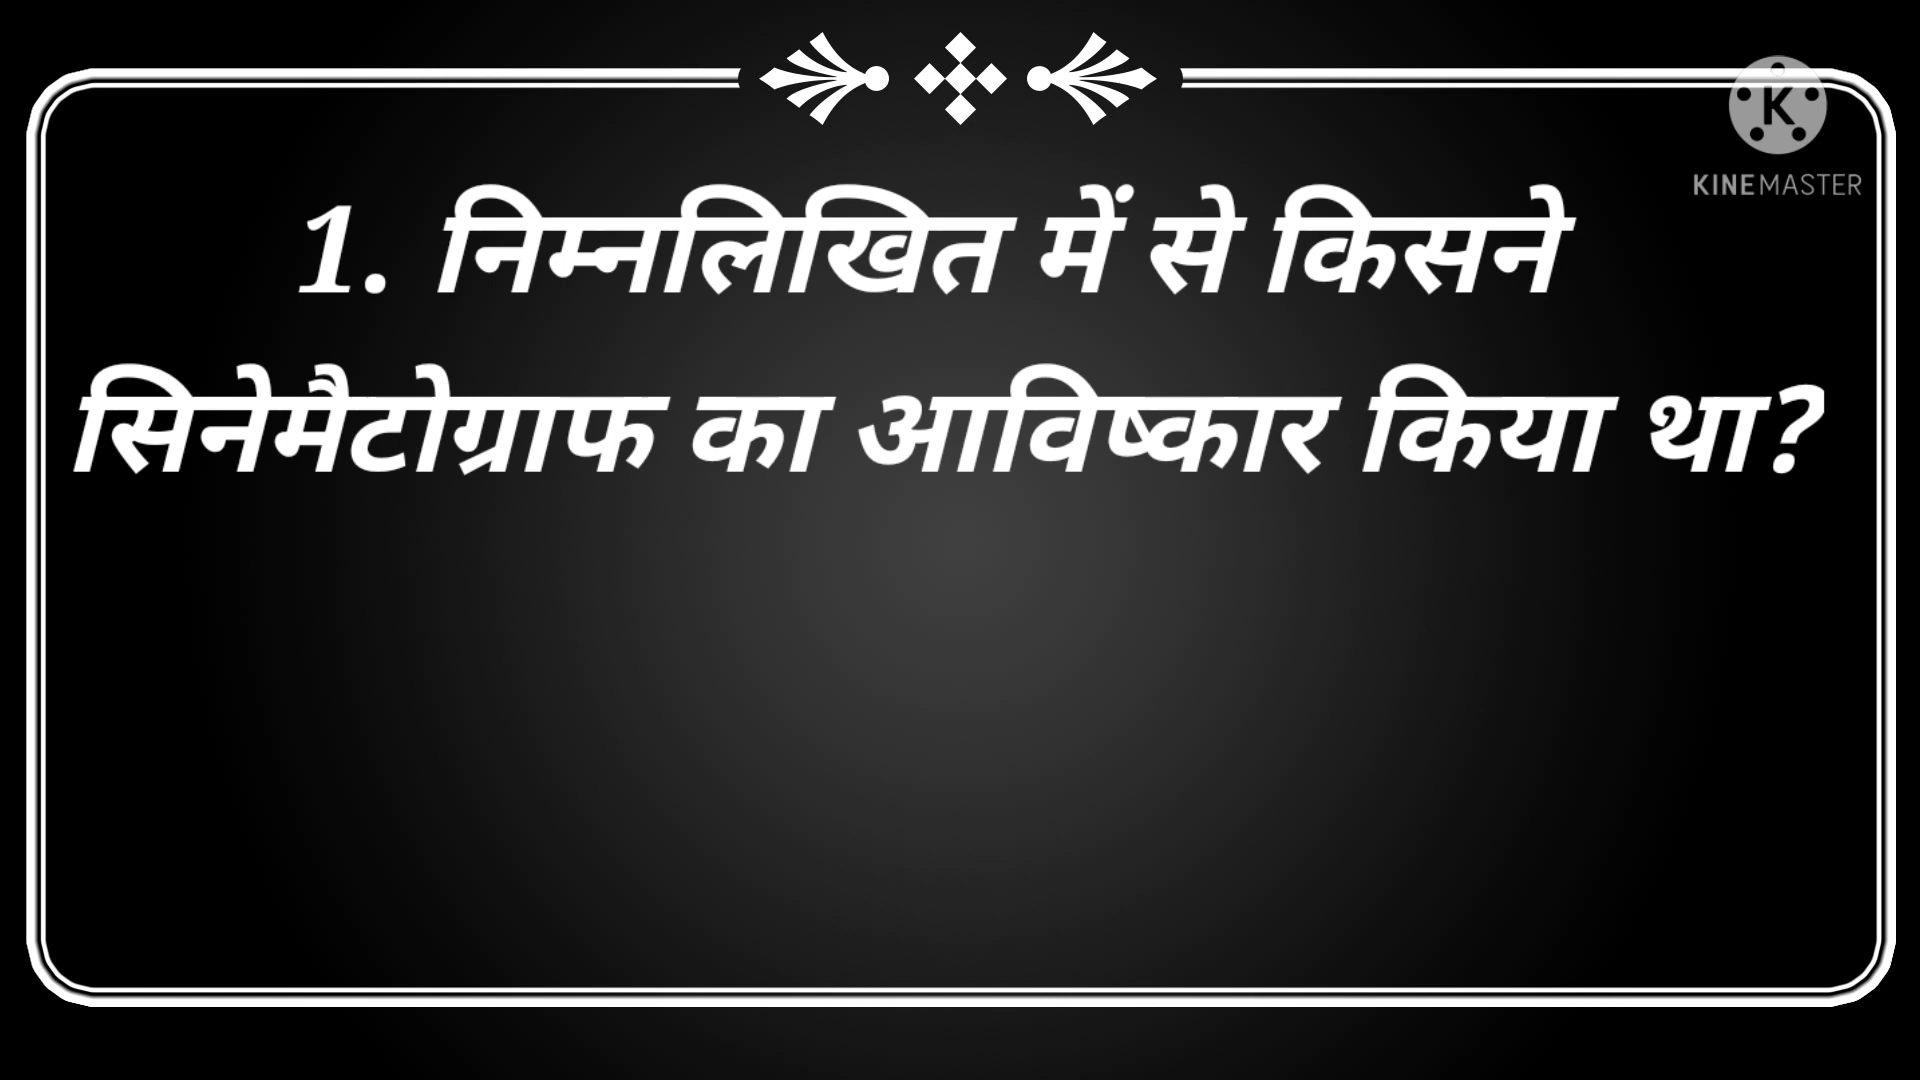 KINEMASTER
1. निम्नलिखित में से किसने
सिनेमैटोग्राफ का आविष्कार किया था?